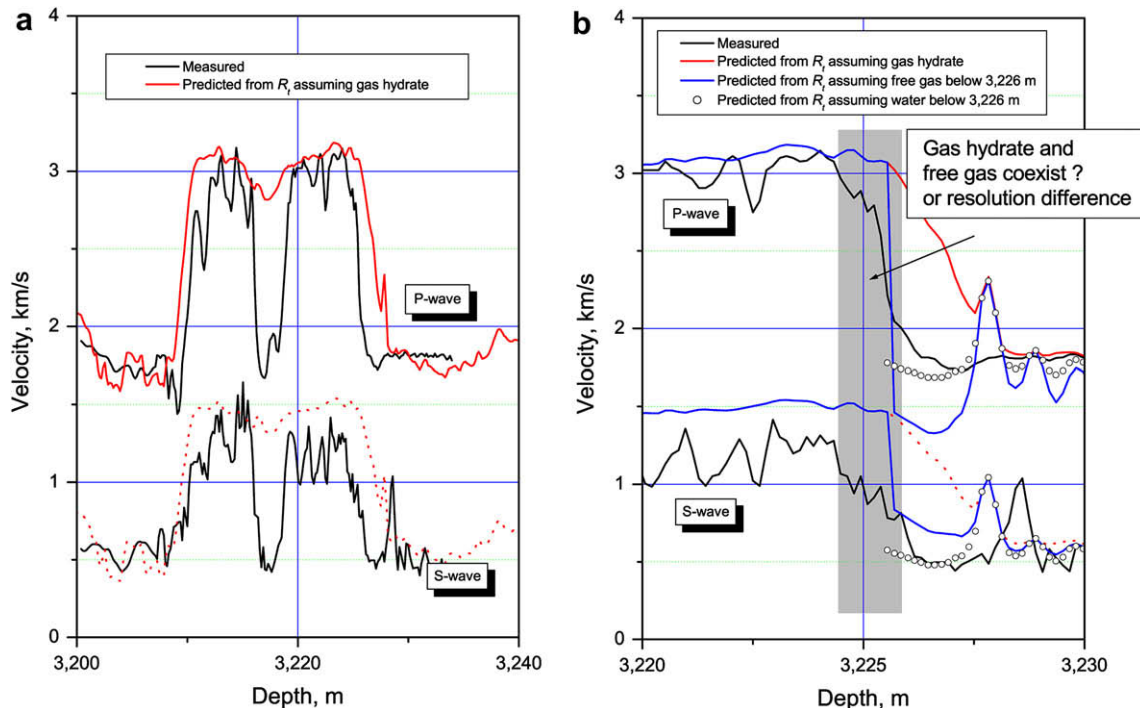 a
4
3
2
1
0
Velocity, km/s
Measured
Predicted from Rt assuming gas hydrate
P-wave
S-wave
3,200
3,220
3,240
Depth, m
b
4
3
2
1
0
Velocity, km/s
Measured
Predicted from Rt assuming gas hydrate
Predicted from Rt assuming free gas below 3,226 m
Predicted from Rt assuming water below 3,226 m
Gas hydrate and
free gas coexist ?
or resolution difference
P-wave
S-wave
3,220
3,225
3,230
Depth, m